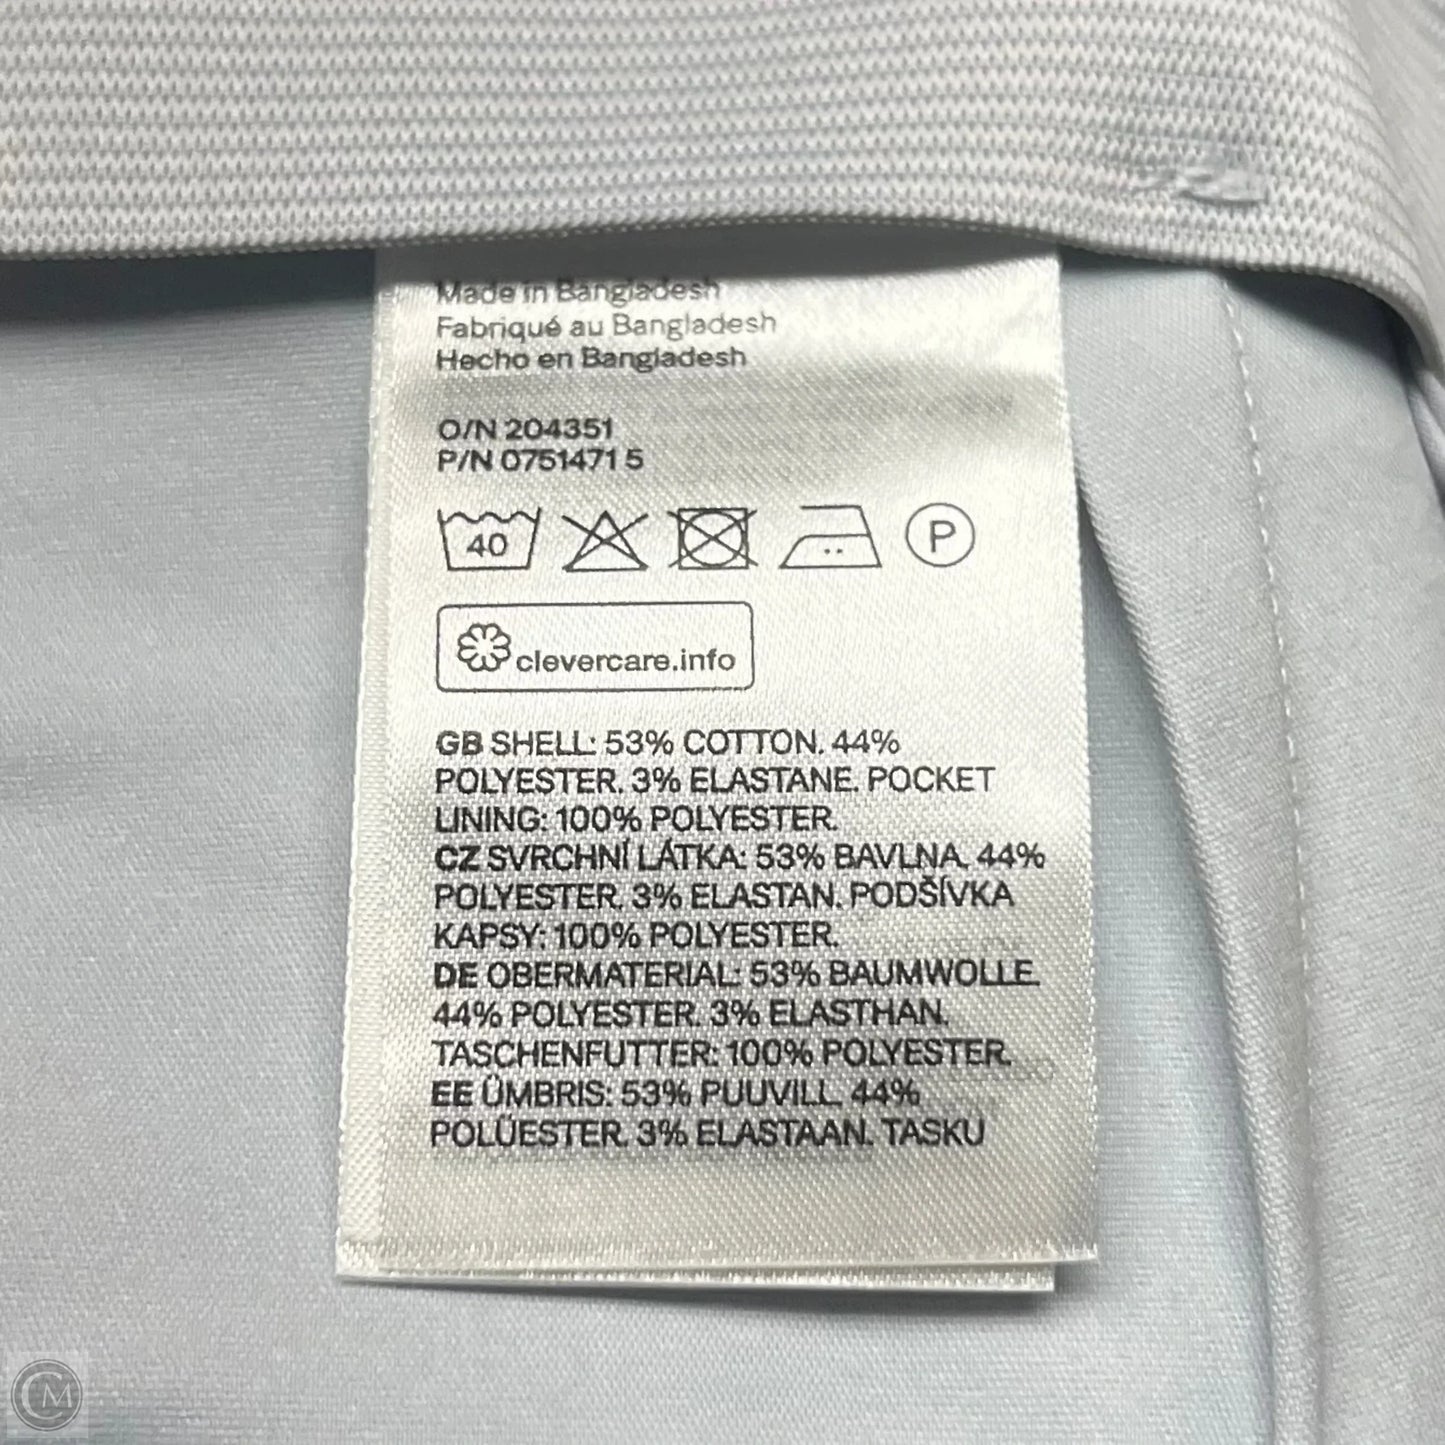 Made in Bangladesh
Fabriqué au Bangladesh
Hecho en Bangladesh
O/N 204351
P/N 0751471 5
40
P
clevercare.info
GB SHELL: 53% COTTON. 44%
POLYESTER. 3% ELASTANE. POCKET
LINING: 100% POLYESTER.
CZ SVRCHNÍ LÁTKA: 53% BAVLNA. 44%
POLYESTER. 3% ELASTAN. PODŠÍVKA
KAPSY: 100% POLYESTER.
DE OBERMATERIAL: 53% BAUMWOLLE.
44% POLYESTER. 3% ELASTHAN.
TASCHENFUTTER: 100% POLYESTER.
EE ÜMBRIS: 53% PUUVILL. 44%
POLÜESTER. 3% ELASTAAN. TASKU
CM